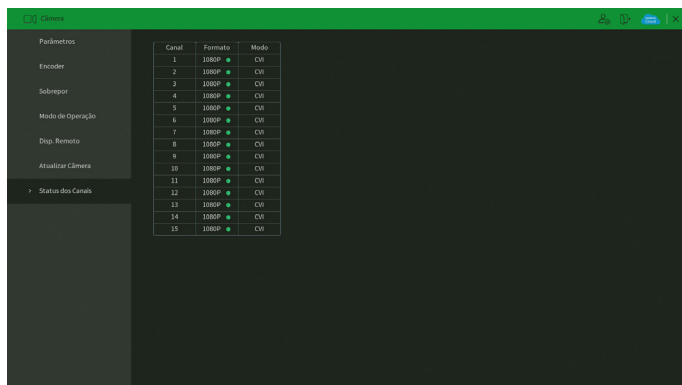 Câmera
Parâmetros
Encoder
Sobrepor
Modo de Operação
Disp. Remoto
Atualizar Câmera
> Status dos Canais
Canal Formato Modo
1 1080P CVI
2 1080P CVI
3 1080P CVI
4 1080P CVI
5 1080P CVI
6 1080P CVI
7 1080P CVI
8 1080P CVI
9 1080P CVI
10 1080P CVI
11 1080P CVI
12 1080P CVI
13 1080P CVI
14 1080P CVI
15 1080P CVI